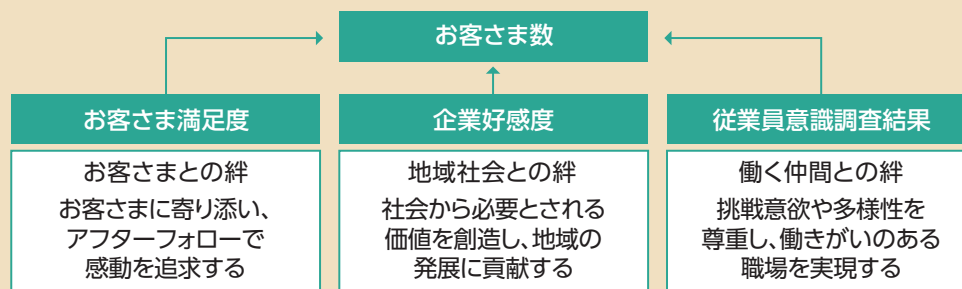 お客さま数
お客さま満足度
お客さまとの絆
お客さまに寄り添い、
アフターフォローで
感動を追求する
企業好感度
地域社会との絆
社会から必要とされる
価値を創造し、地域の
発展に貢献する
従業員意識調査結果
働く仲間との絆
挑戦意欲や多様性を
尊重し、働きがいのある
職場を実現する